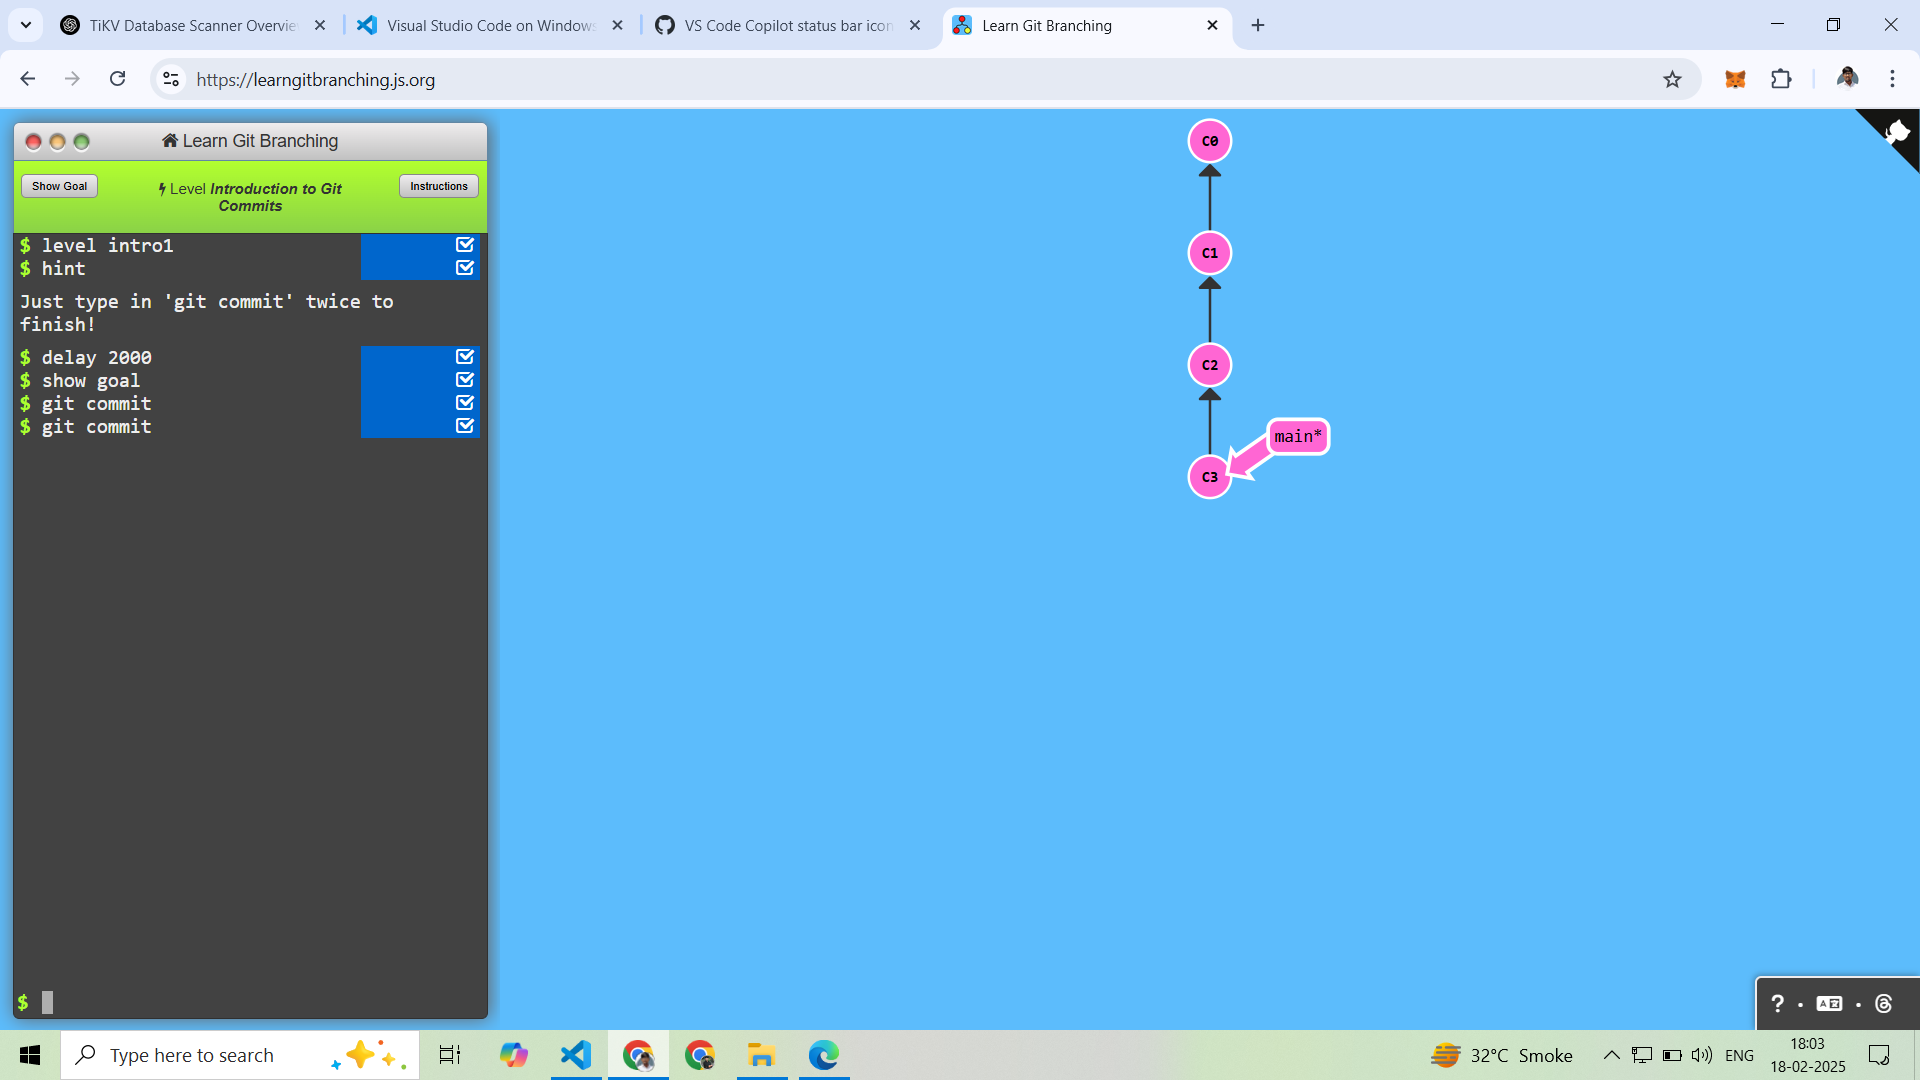 TiKV Database Scanner Overvie
Visual Studio Code on Windows
VS Code Copilot status bar icon
Learn Git Branching
https://learngitbranching.js.org
Learn Git Branching
Show Goal
Level Introduction to Git
Commits
Instructions
$ level intro1
$ hint
Just type in 'git commit' twice to
finish!
$ delay 2000
$ show goal
$ git commit
$ git commit
$
C0
C1
C2
main*
C3
?
Type here to search
32°C Smoke
ENG
18:03
18-02-2025